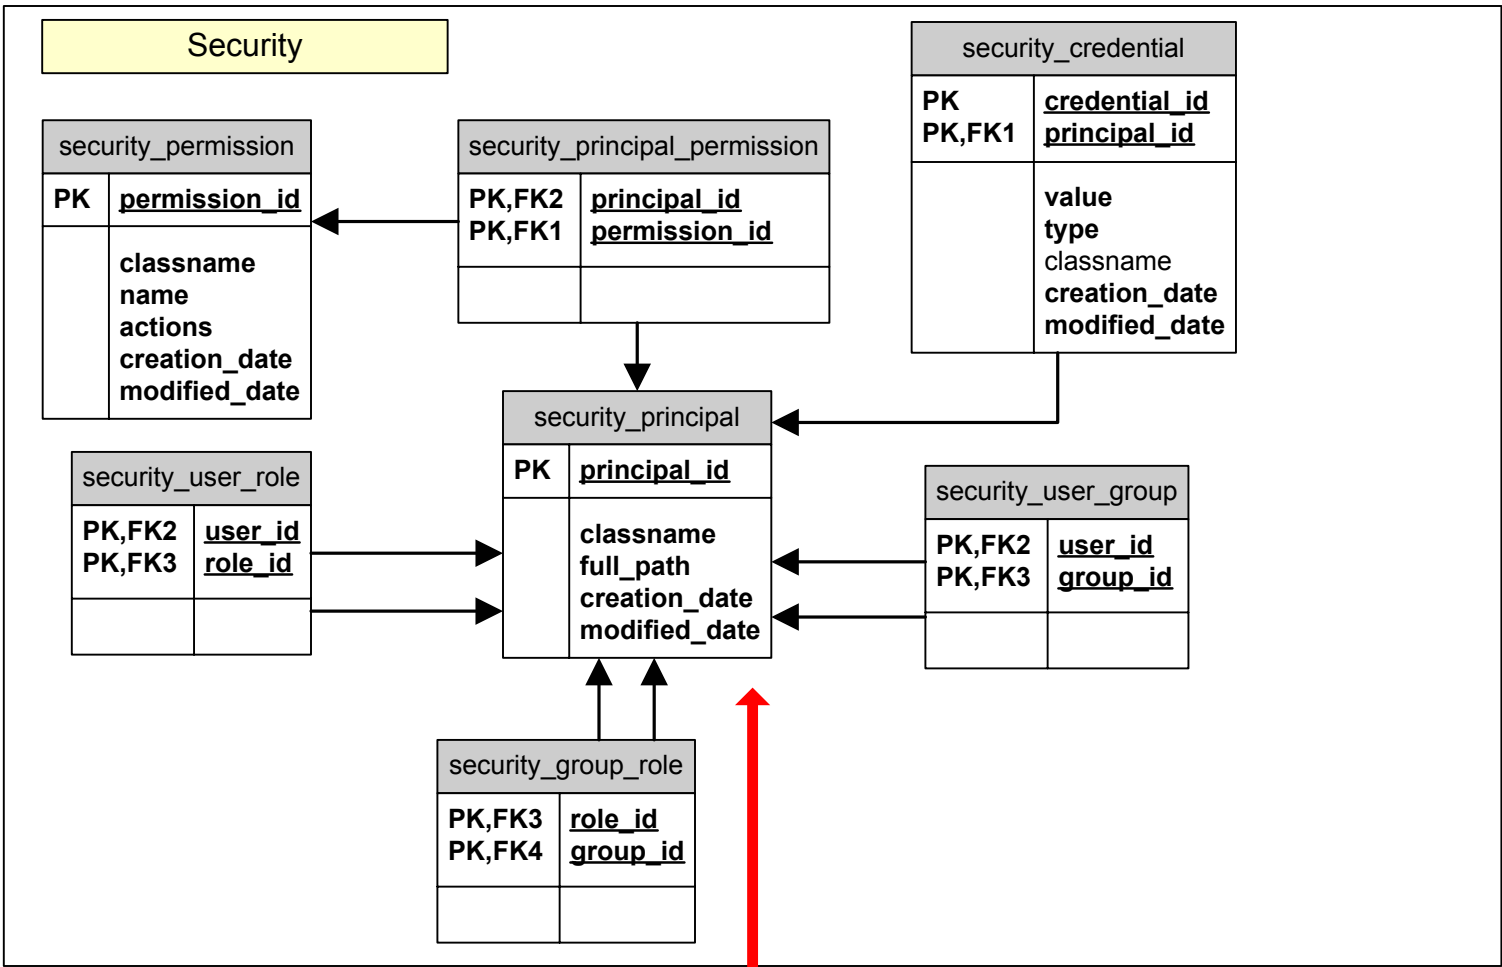 Security
security_credential
PK credential_id
PK,FK1 principal_id
value
type
classname
creation_date
modified_date
security_permission
PK permission_id
classname
name
actions
creation_date
modified_date
security_principal_permission
PK,FK2 principal_id
PK,FK1 permission_id
security_principal
PK principal_id
classname
full_path
creation_date
modified_date
security_user_role
PK,FK2 user_id
PK,FK3 role_id
security_user_group
PK,FK2 user_id
PK,FK3 group_id
security_group_role
PK,FK3 role_id
PK,FK4 group_id